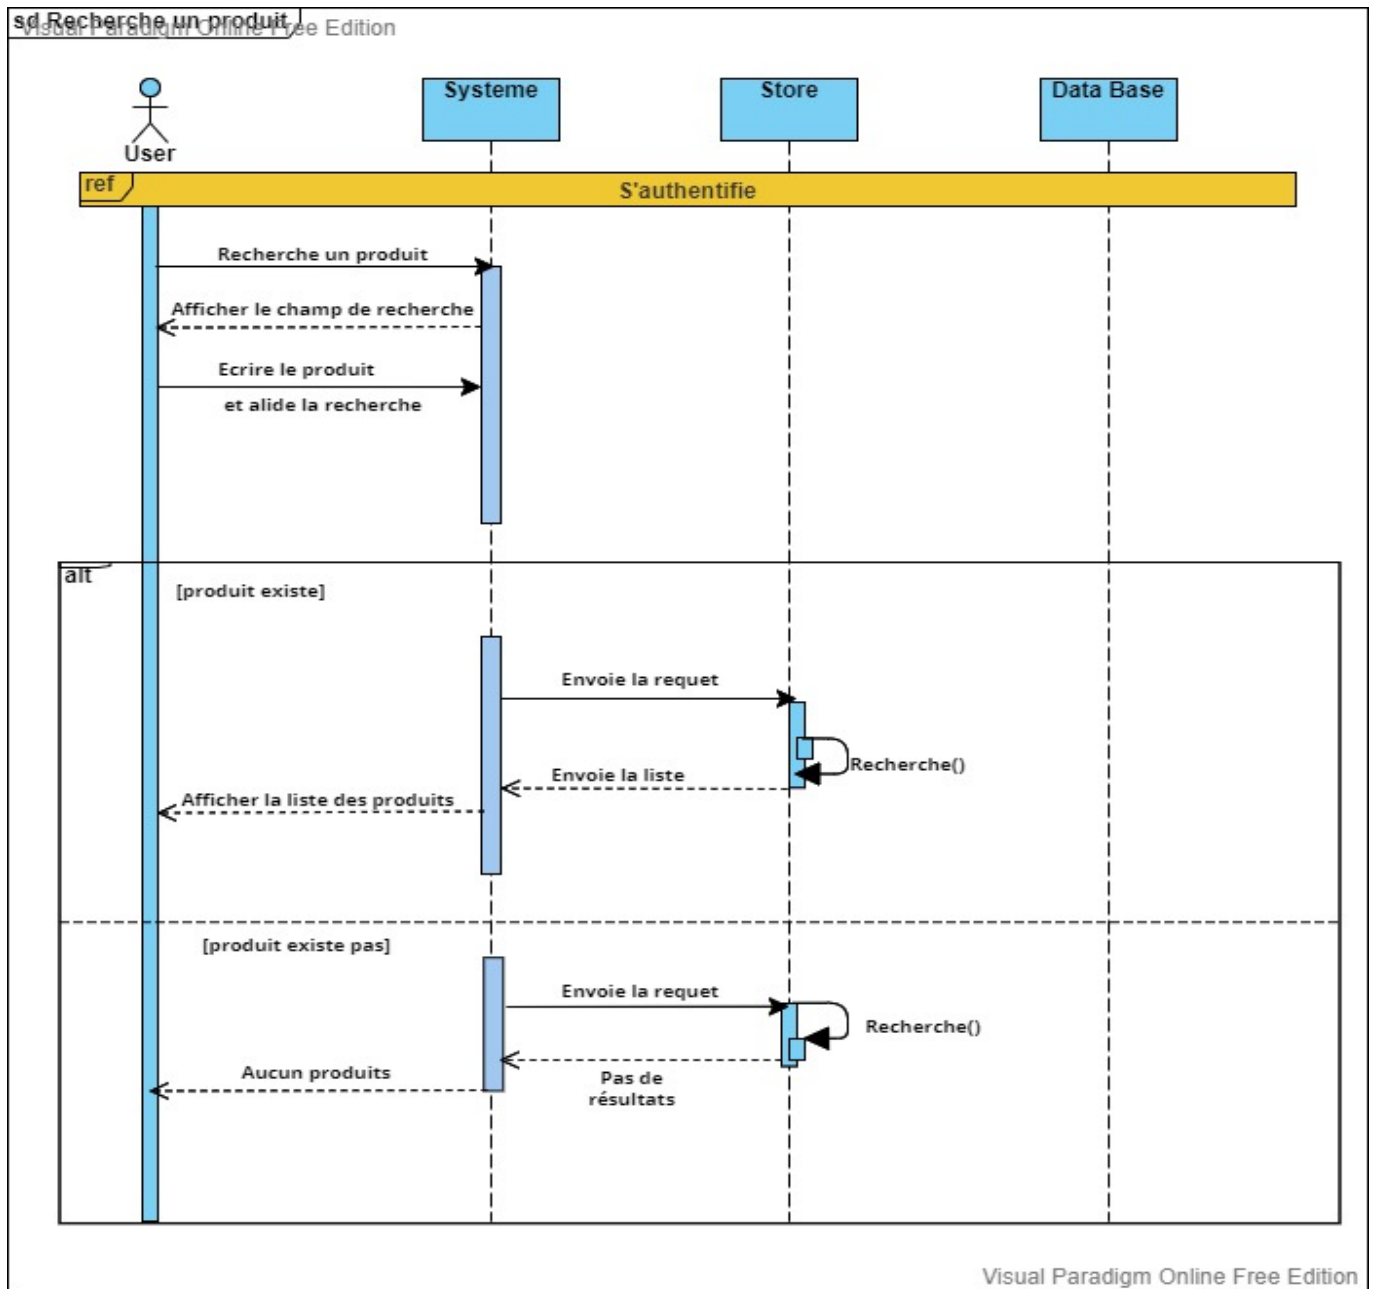 sd Recherche un produit
Visual Paradigm Online Free Edition
Systeme
Store
Data Base
User
ref
S'authentifie
Recherche un produit
Afficher le champ de recherche
Ecrire le produit
et alide la recherche
alt
[produit existe]
Envoie la requet
Recherche()
Envoie la liste
Afficher la liste des produits
[produit existe pas]
Envoie la requet
Recherche()
Aucun produits
Pas de
résultats
Visual Paradigm Online Free Edition